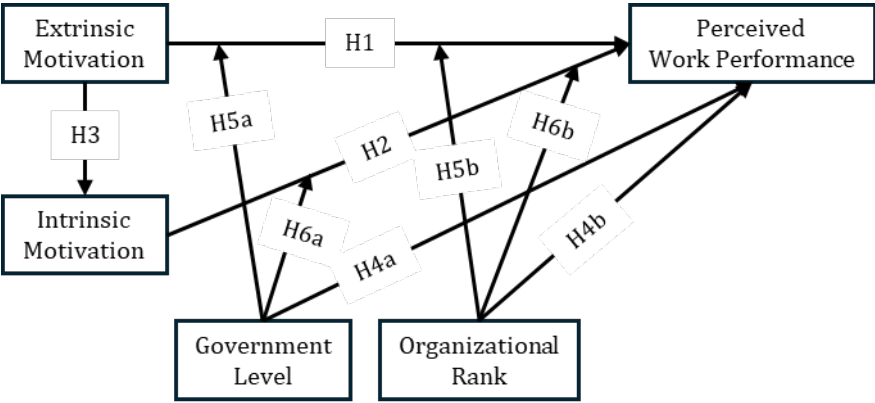 Extrinsic
Motivation
H1
Perceived
Work Performance
H3
H5a
H2
H5b
H6b
Intrinsic
Motivation
H6a
H4a
H4b
Government
Level
Organizational
Rank